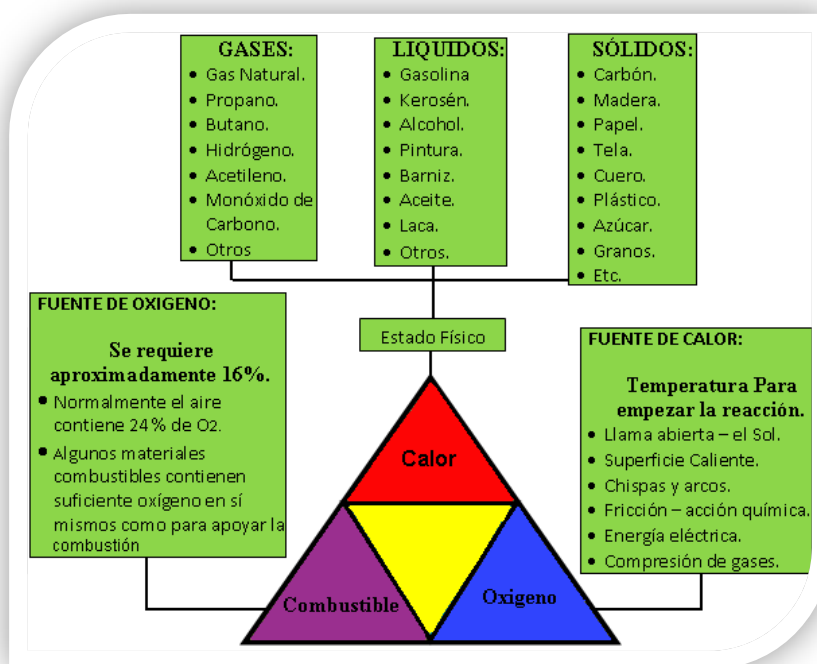 GASES:
• Gas Natural.
• Propano.
• Butano.
• Hidrógeno.
• Acetileno.
• Monóxido de
Carbono.
• Otros
LIQUIDOS:
• Gasolina
• Kerosén.
• Alcohol.
• Pintura.
• Barniz.
• Aceite.
• Laca.
• Otros.
SÓLIDOS:
• Carbón.
• Madera.
• Papel.
• Tela.
• Cuero.
• Plástico.
• Azúcar.
• Granos.
• Etc.
Estado Físico
FUENTE DE OXIGENO:
Se requiere
aproximadamente 16%.
• Normalmente el aire
contiene 24% de O2.
• Algunos materiales
combustibles contienen
suficiente oxígeno en sí
mismos como para apoyar la
combustión
FUENTE DE CALOR:
Temperatura Para
empezar la reacción.
• Llama abierta – el Sol.
• Superficie Caliente.
• Chispas y arcos.
• Fricción – acción química.
• Energía eléctrica.
• Compresión de gases.
Calor
Combustible
Oxigeno